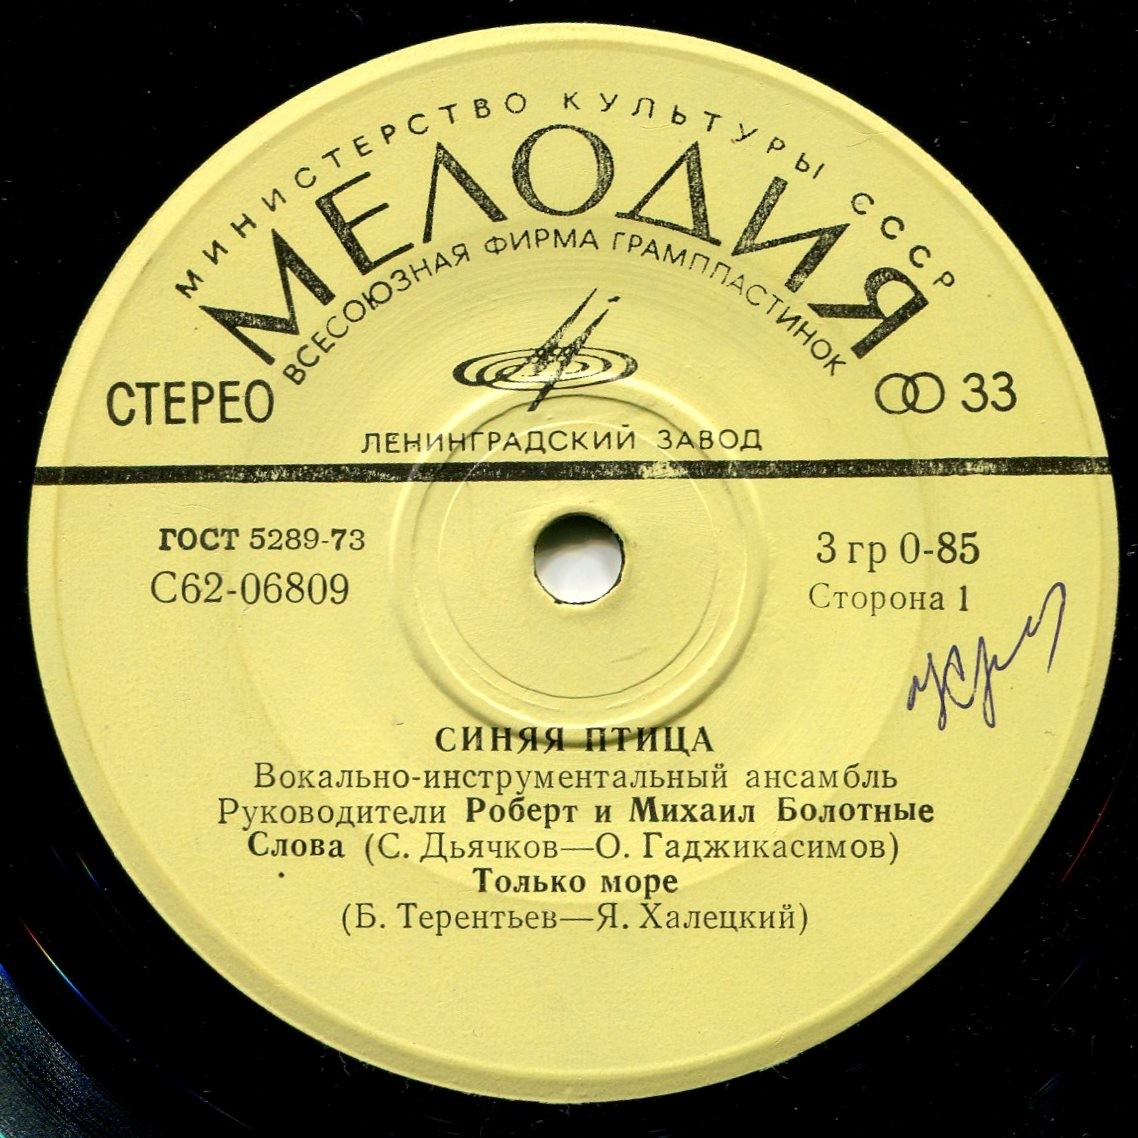 МИНИСТЕРСТВО КУЛЬТУРЫ СССР
МЕЛОДИЯ
ВСЕСОЮЗНАЯ ФИРМА ГРАМПЛАСТИНОК
СТЕРЕО
33
ЛЕНИНГРАДСКИЙ ЗАВОД
ГОСТ 5289-73
С62-06809
3 гр 0-85
Сторона 1
СИНЯЯ ПТИЦА
Вокально-инструментальный ансамбль
Руководители Роберт и Михаил Болотные
Слова (С. Дьячков—О. Гаджикасимов)
Только море
(Б. Терентьев—Я. Халецкий)